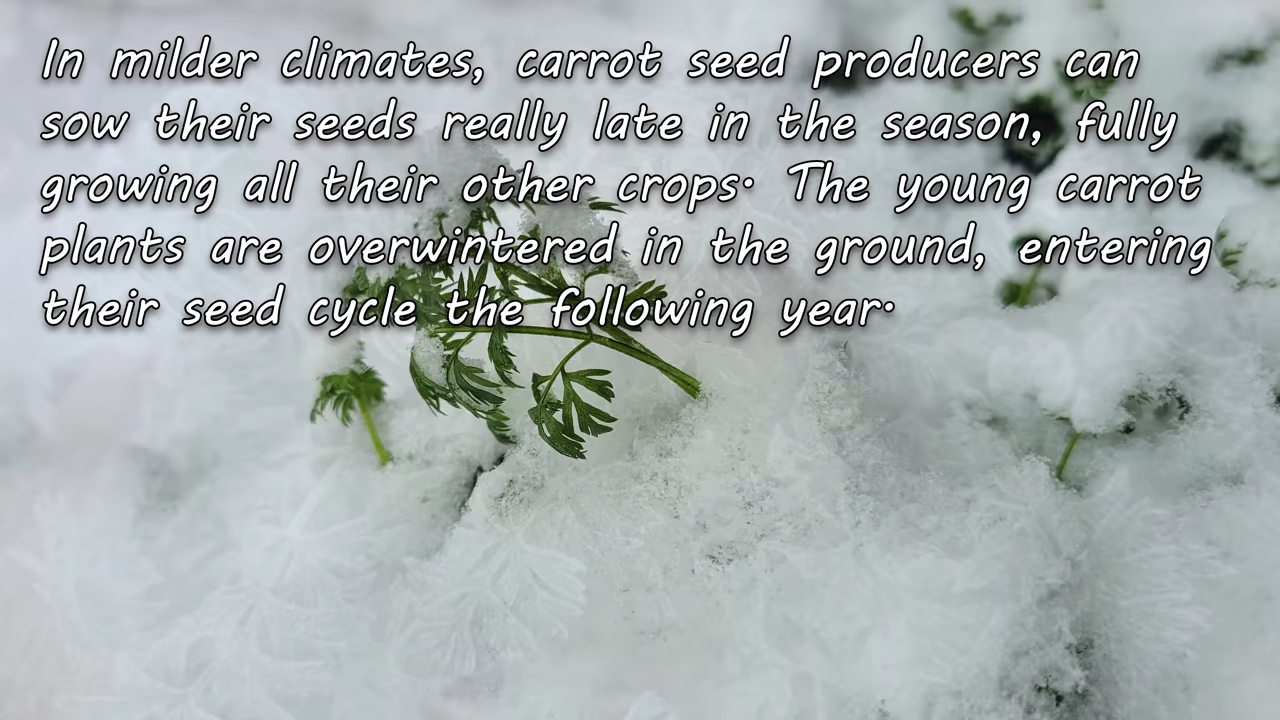 In milder climates, carrot seed producers can
sow their seeds really late in the season, fully
growing all their other crops. The young carrot
plants are overwintered in the ground, entering
their seed cycle the following year.